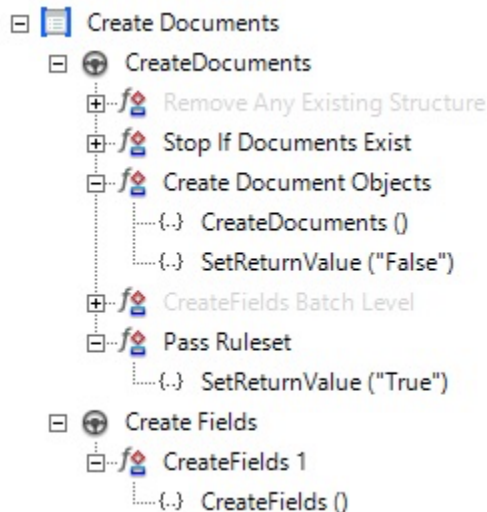 Create Documents
CreateDocuments
Remove Any Existing Structure
Stop If Documents Exist
Create Document Objects
{..} CreateDocuments ()
{..} SetReturnValue ("False")
CreateFields Batch Level
Pass Ruleset
{..} SetReturnValue ("True")
Create Fields
CreateFields 1
{..} CreateFields ()